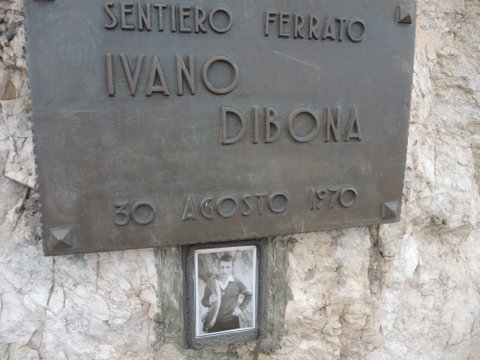 SENTIERO FERRATO
IVANO
DIBONA
30 AGOSTO 1970